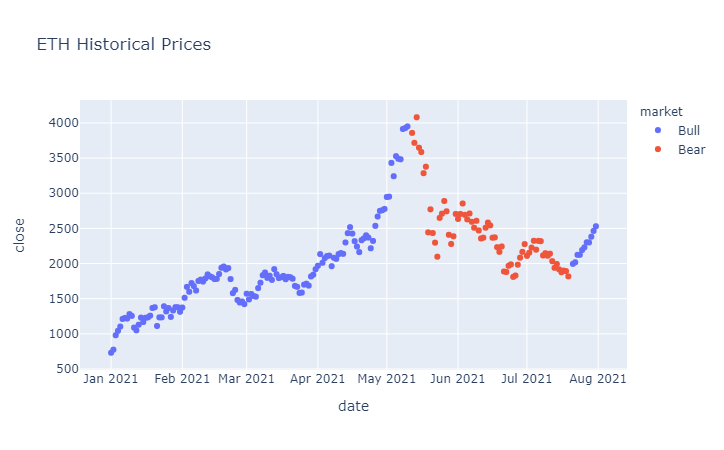 ETH Historical Prices
market
Bull
Bear
close
4000
3500
3000
2500
2000
1500
1000
500
Jan 2021 Feb 2021 Mar 2021 Apr 2021 May 2021 Jun 2021 Jul 2021 Aug 2021
date